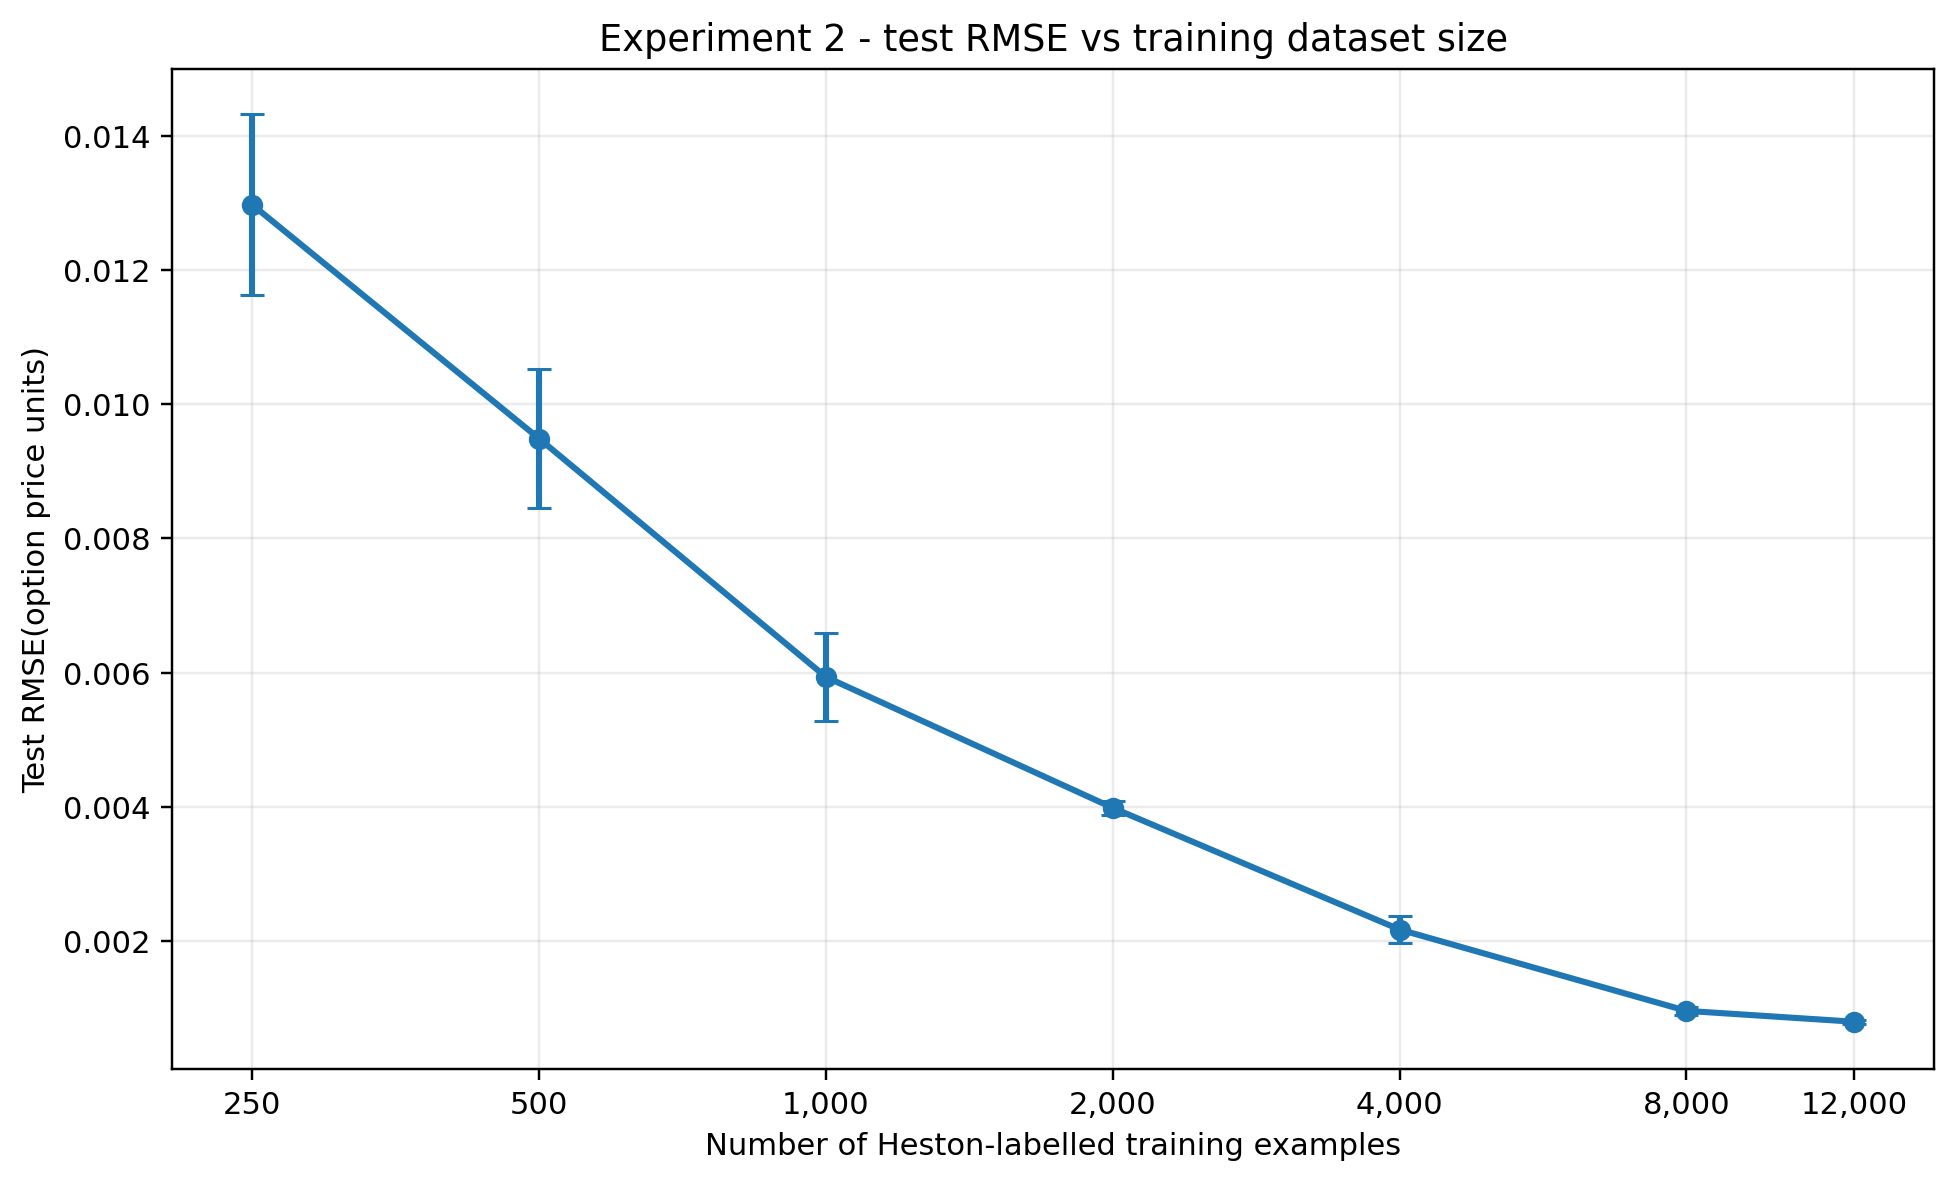 Experiment 2 - test RMSE vs training dataset size
Test RMSE(option price units)
0.014
0.012
0.010
0.008
0.006
0.004
0.002
250 500 1,000 2,000 4,000 8,000 12,000
Number of Heston-labelled training examples